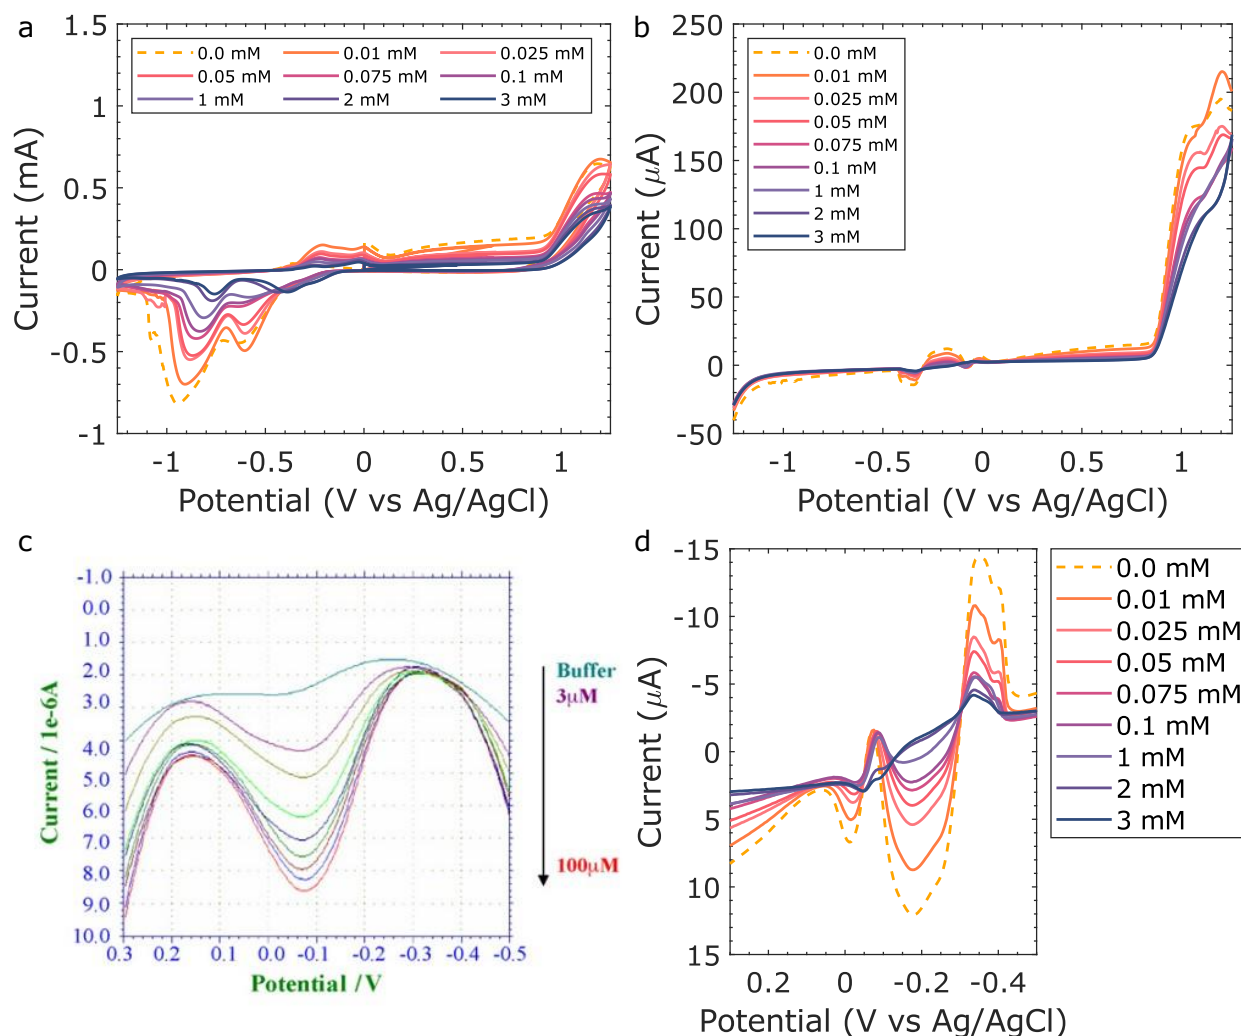 a
1.5
1
0.5
0
-0.5
-1
Current (mA)
0.0 mM 0.01 mM 0.025 mM
0.05 mM 0.075 mM 0.1 mM
1 mM 2 mM 3 mM
-1 -0.5 0 0.5 1
Potential (V vs Ag/AgCl)
b
250
200
150
100
50
0
-50
Current (μA)
0.0 mM
0.01 mM
0.025 mM
0.05 mM
0.075 mM
0.1 mM
1 mM
2 mM
3 mM
-1 -0.5 0 0.5 1
Potential (V vs Ag/AgCl)
c
-1.0
0.0
1.0
2.0
3.0
4.0
5.0
6.0
7.0
8.0
9.0
10.0
Current / 1e-6A
Buffer
3μM
100μM
0.3 0.2 0.1 0.0 -0.1 -0.2 -0.3 -0.4 -0.5
Potential /V
d
-15
-10
-5
0
5
10
15
Current (μA)
0.2 0 -0.2 -0.4
Potential (V vs Ag/AgCl)
0.0 mM
0.01 mM
0.025 mM
0.05 mM
0.075 mM
0.1 mM
1 mM
2 mM
3 mM